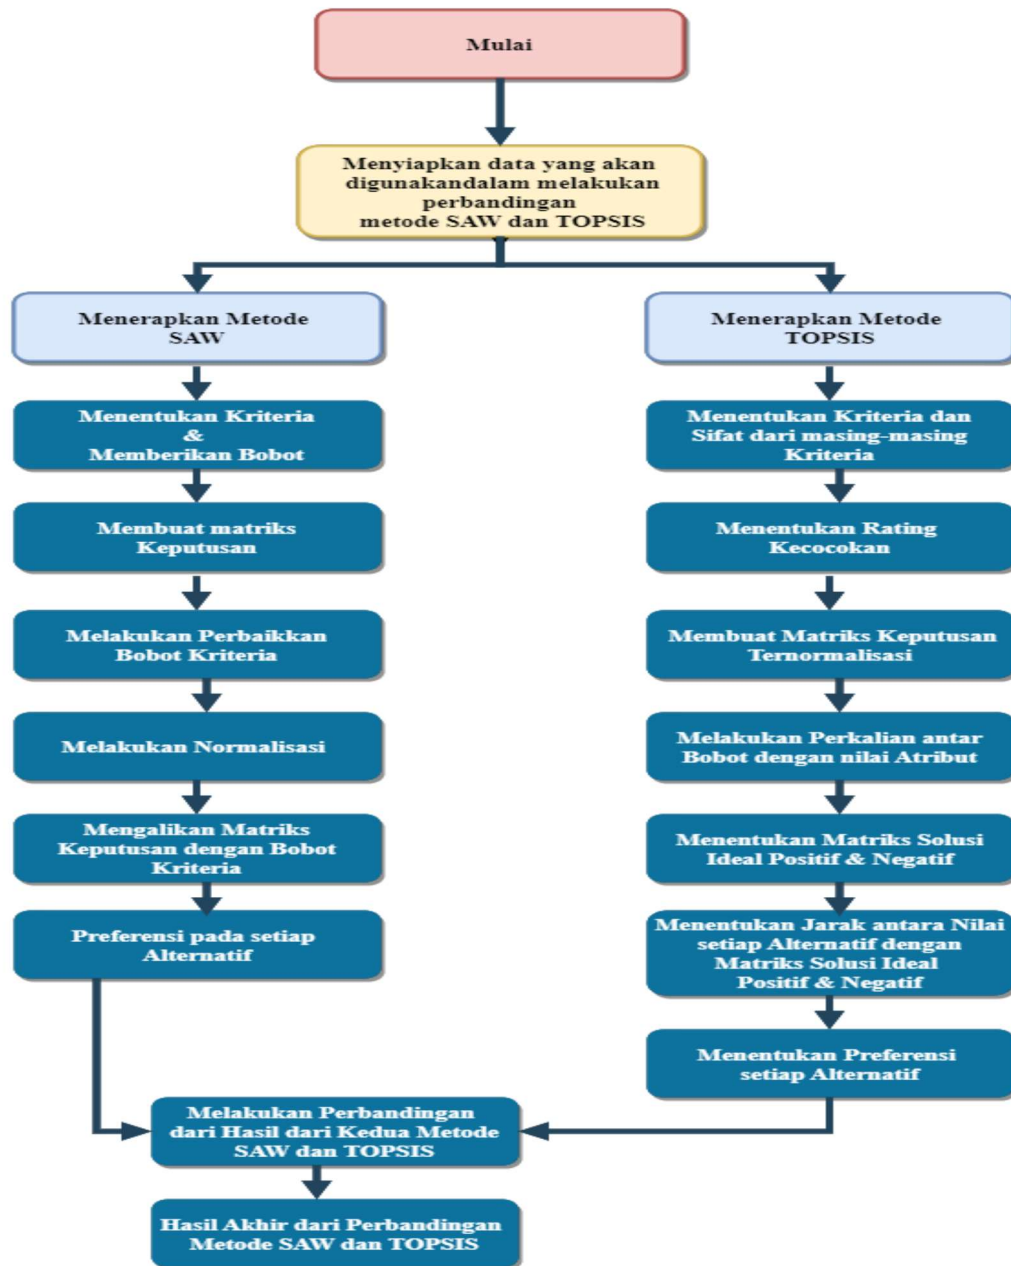 Mulai
Menyiapkan data yang akan
digunakandalam melakukan
perbandingan
metode SAW dan TOPSIS
Menerapkan Metode
SAW
Menentukan Kriteria
&
Memberikan Bobot
Membuat matriks
Keputusan
Melakukan Perbaikkan
Bobot Kriteria
Melakukan Normalisasi
Mengalikan Matriks
Keputusan dengan Bobot
Kriteria
Preferensi pada setiap
Alternatif
Menerapkan Metode
TOPSIS
Menentukan Kriteria dan
Sifat dari masing-masing
Kriteria
Menentukan Rating
Kecocokan
Membuat Matriks Keputusan
Ternormalisasi
Melakukan Perkalian antar
Bobot dengan nilai Atribut
Menentukan Matriks Solusi
Ideal Positif & Negatif
Menentukan Jarak antara Nilai
setiap Alternatif dengan
Matriks Solusi Ideal
Positif & Negatif
Menentukan Preferensi
setiap Alternatif
Melakukan Perbandingan
dari Hasil dari Kedua Metode
SAW dan TOPSIS
Hasil Akhir dari Perbandingan
Metode SAW dan TOPSIS